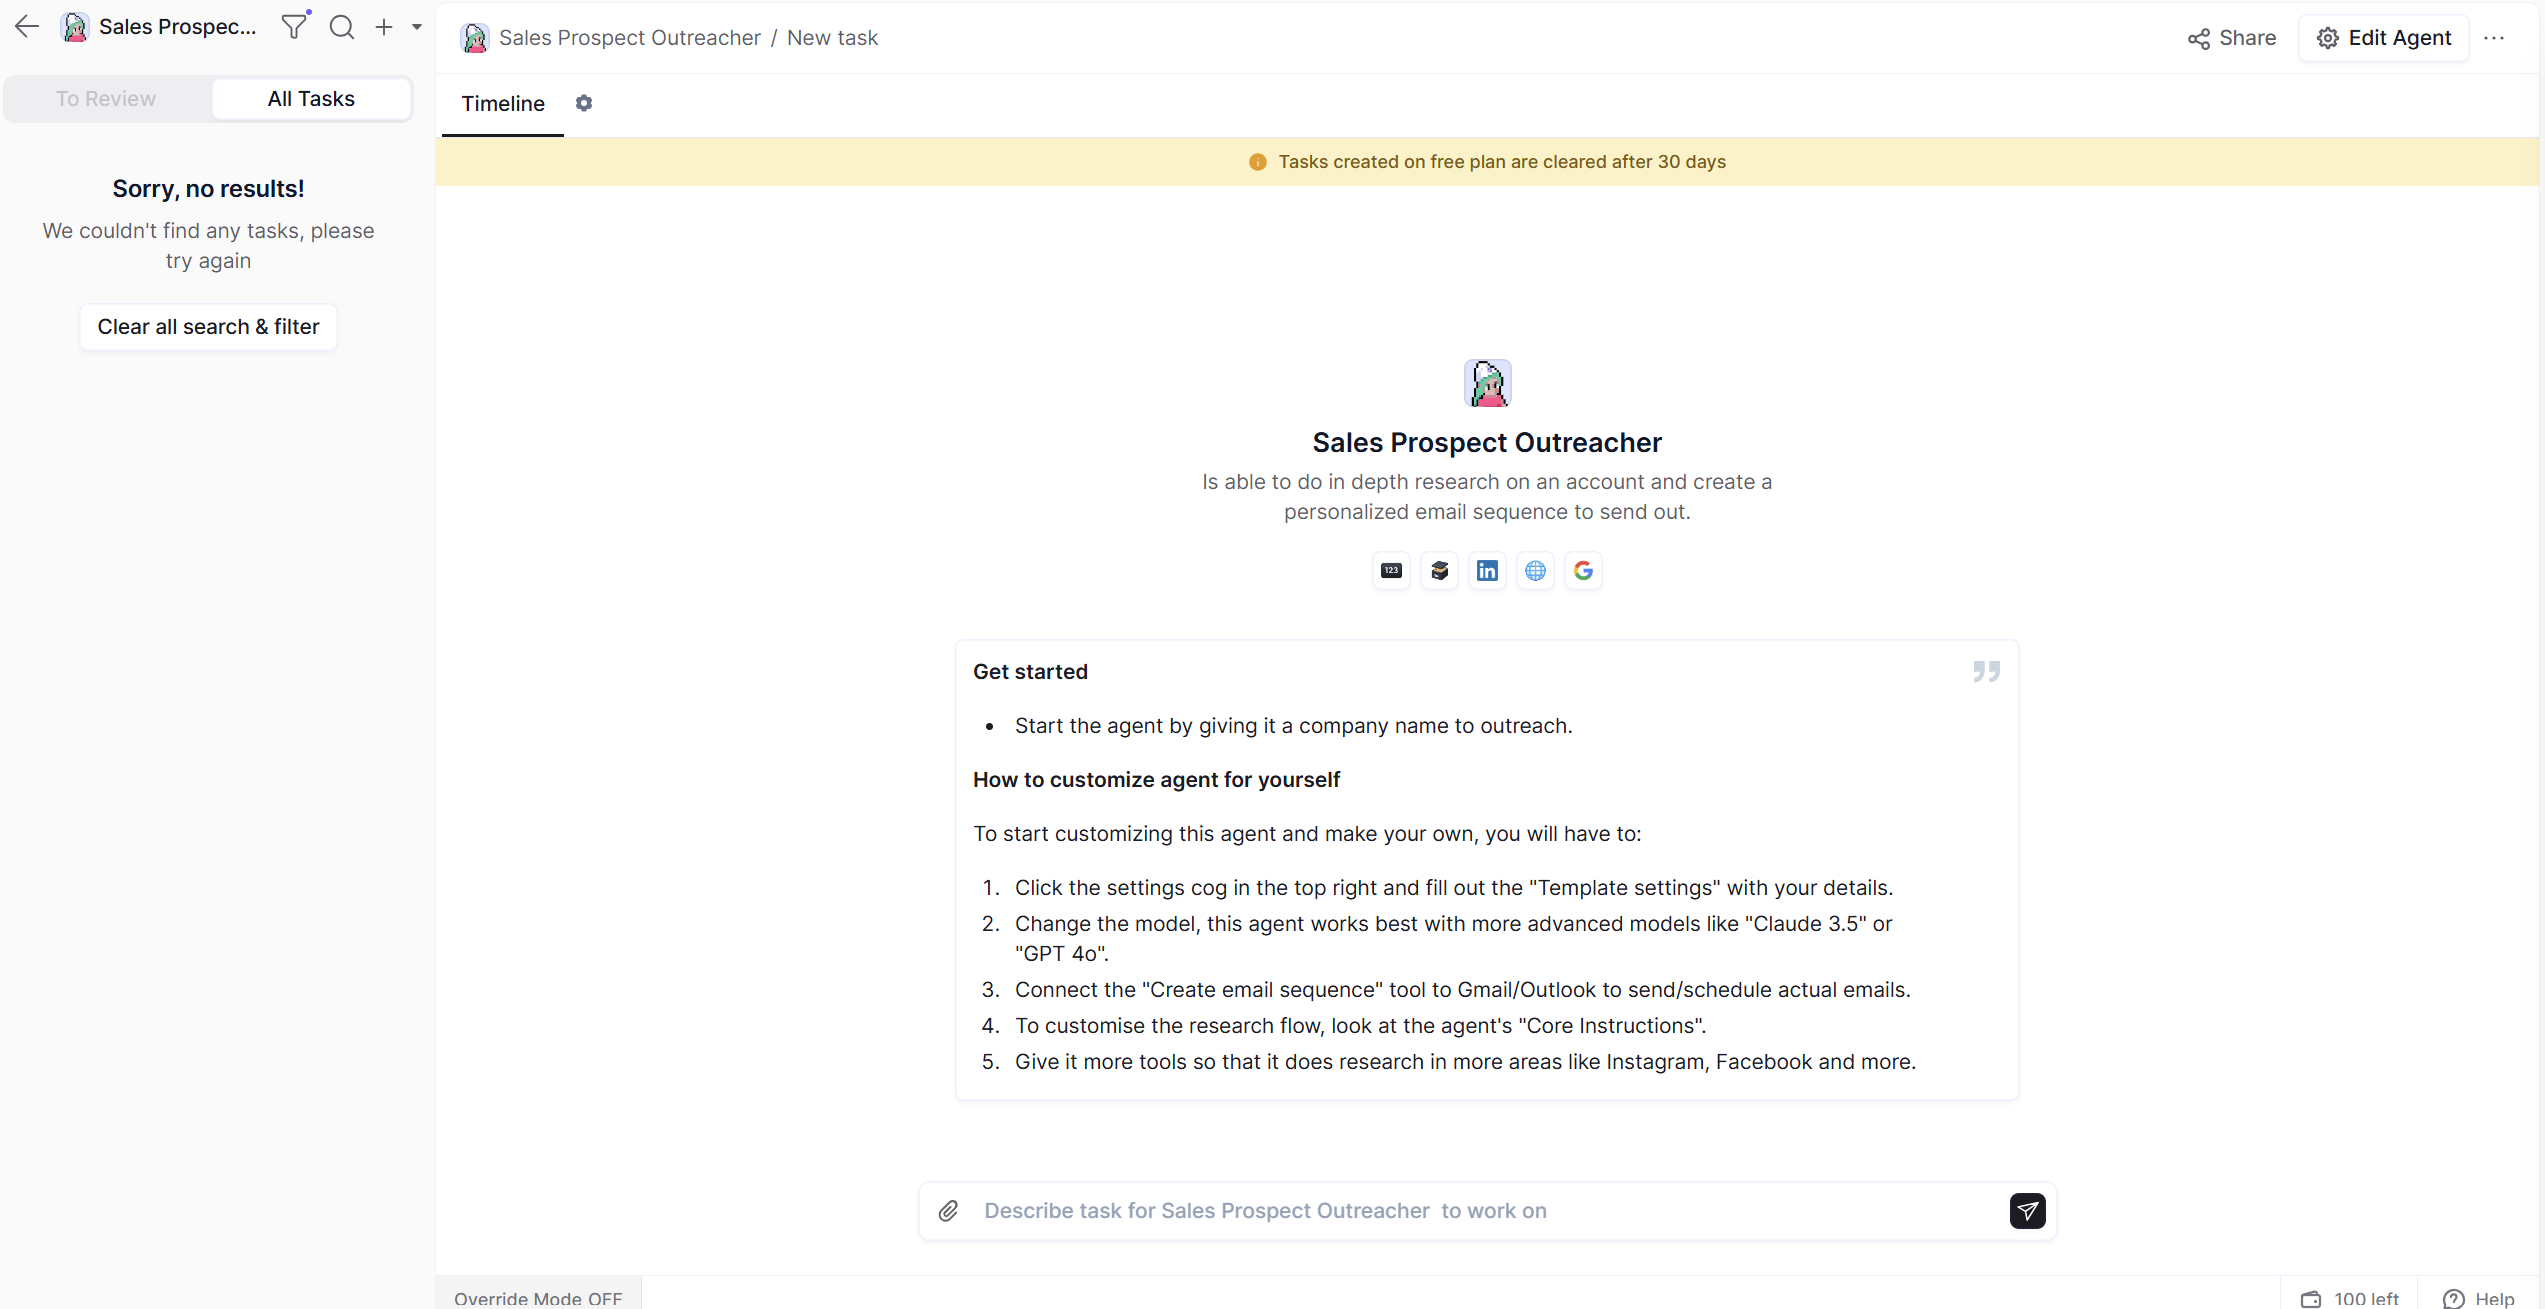 Sales Prospec...
To Review
All Tasks
Sorry, no results!
We couldn't find any tasks, please
try again
Clear all search & filter
Sales Prospect Outreacher / New task
Share
Edit Agent
Timeline
Tasks created on free plan are cleared after 30 days
Sales Prospect Outreacher
Is able to do in depth research on an account and create a
personalized email sequence to send out.
123
in
G
Get started
• Start the agent by giving it a company name to outreach.
How to customize agent for yourself
To start customizing this agent and make your own, you will have to:
1. Click the settings cog in the top right and fill out the "Template settings" with your details.
2. Change the model, this agent works best with more advanced models like "Claude 3.5" or
"GPT 4o".
3. Connect the "Create email sequence" tool to Gmail/Outlook to send/schedule actual emails.
4. To customise the research flow, look at the agent's "Core Instructions".
5. Give it more tools so that it does research in more areas like Instagram, Facebook and more.
Describe task for Sales Prospect Outreacher to work on
Override Mode OFF
100 left
Help